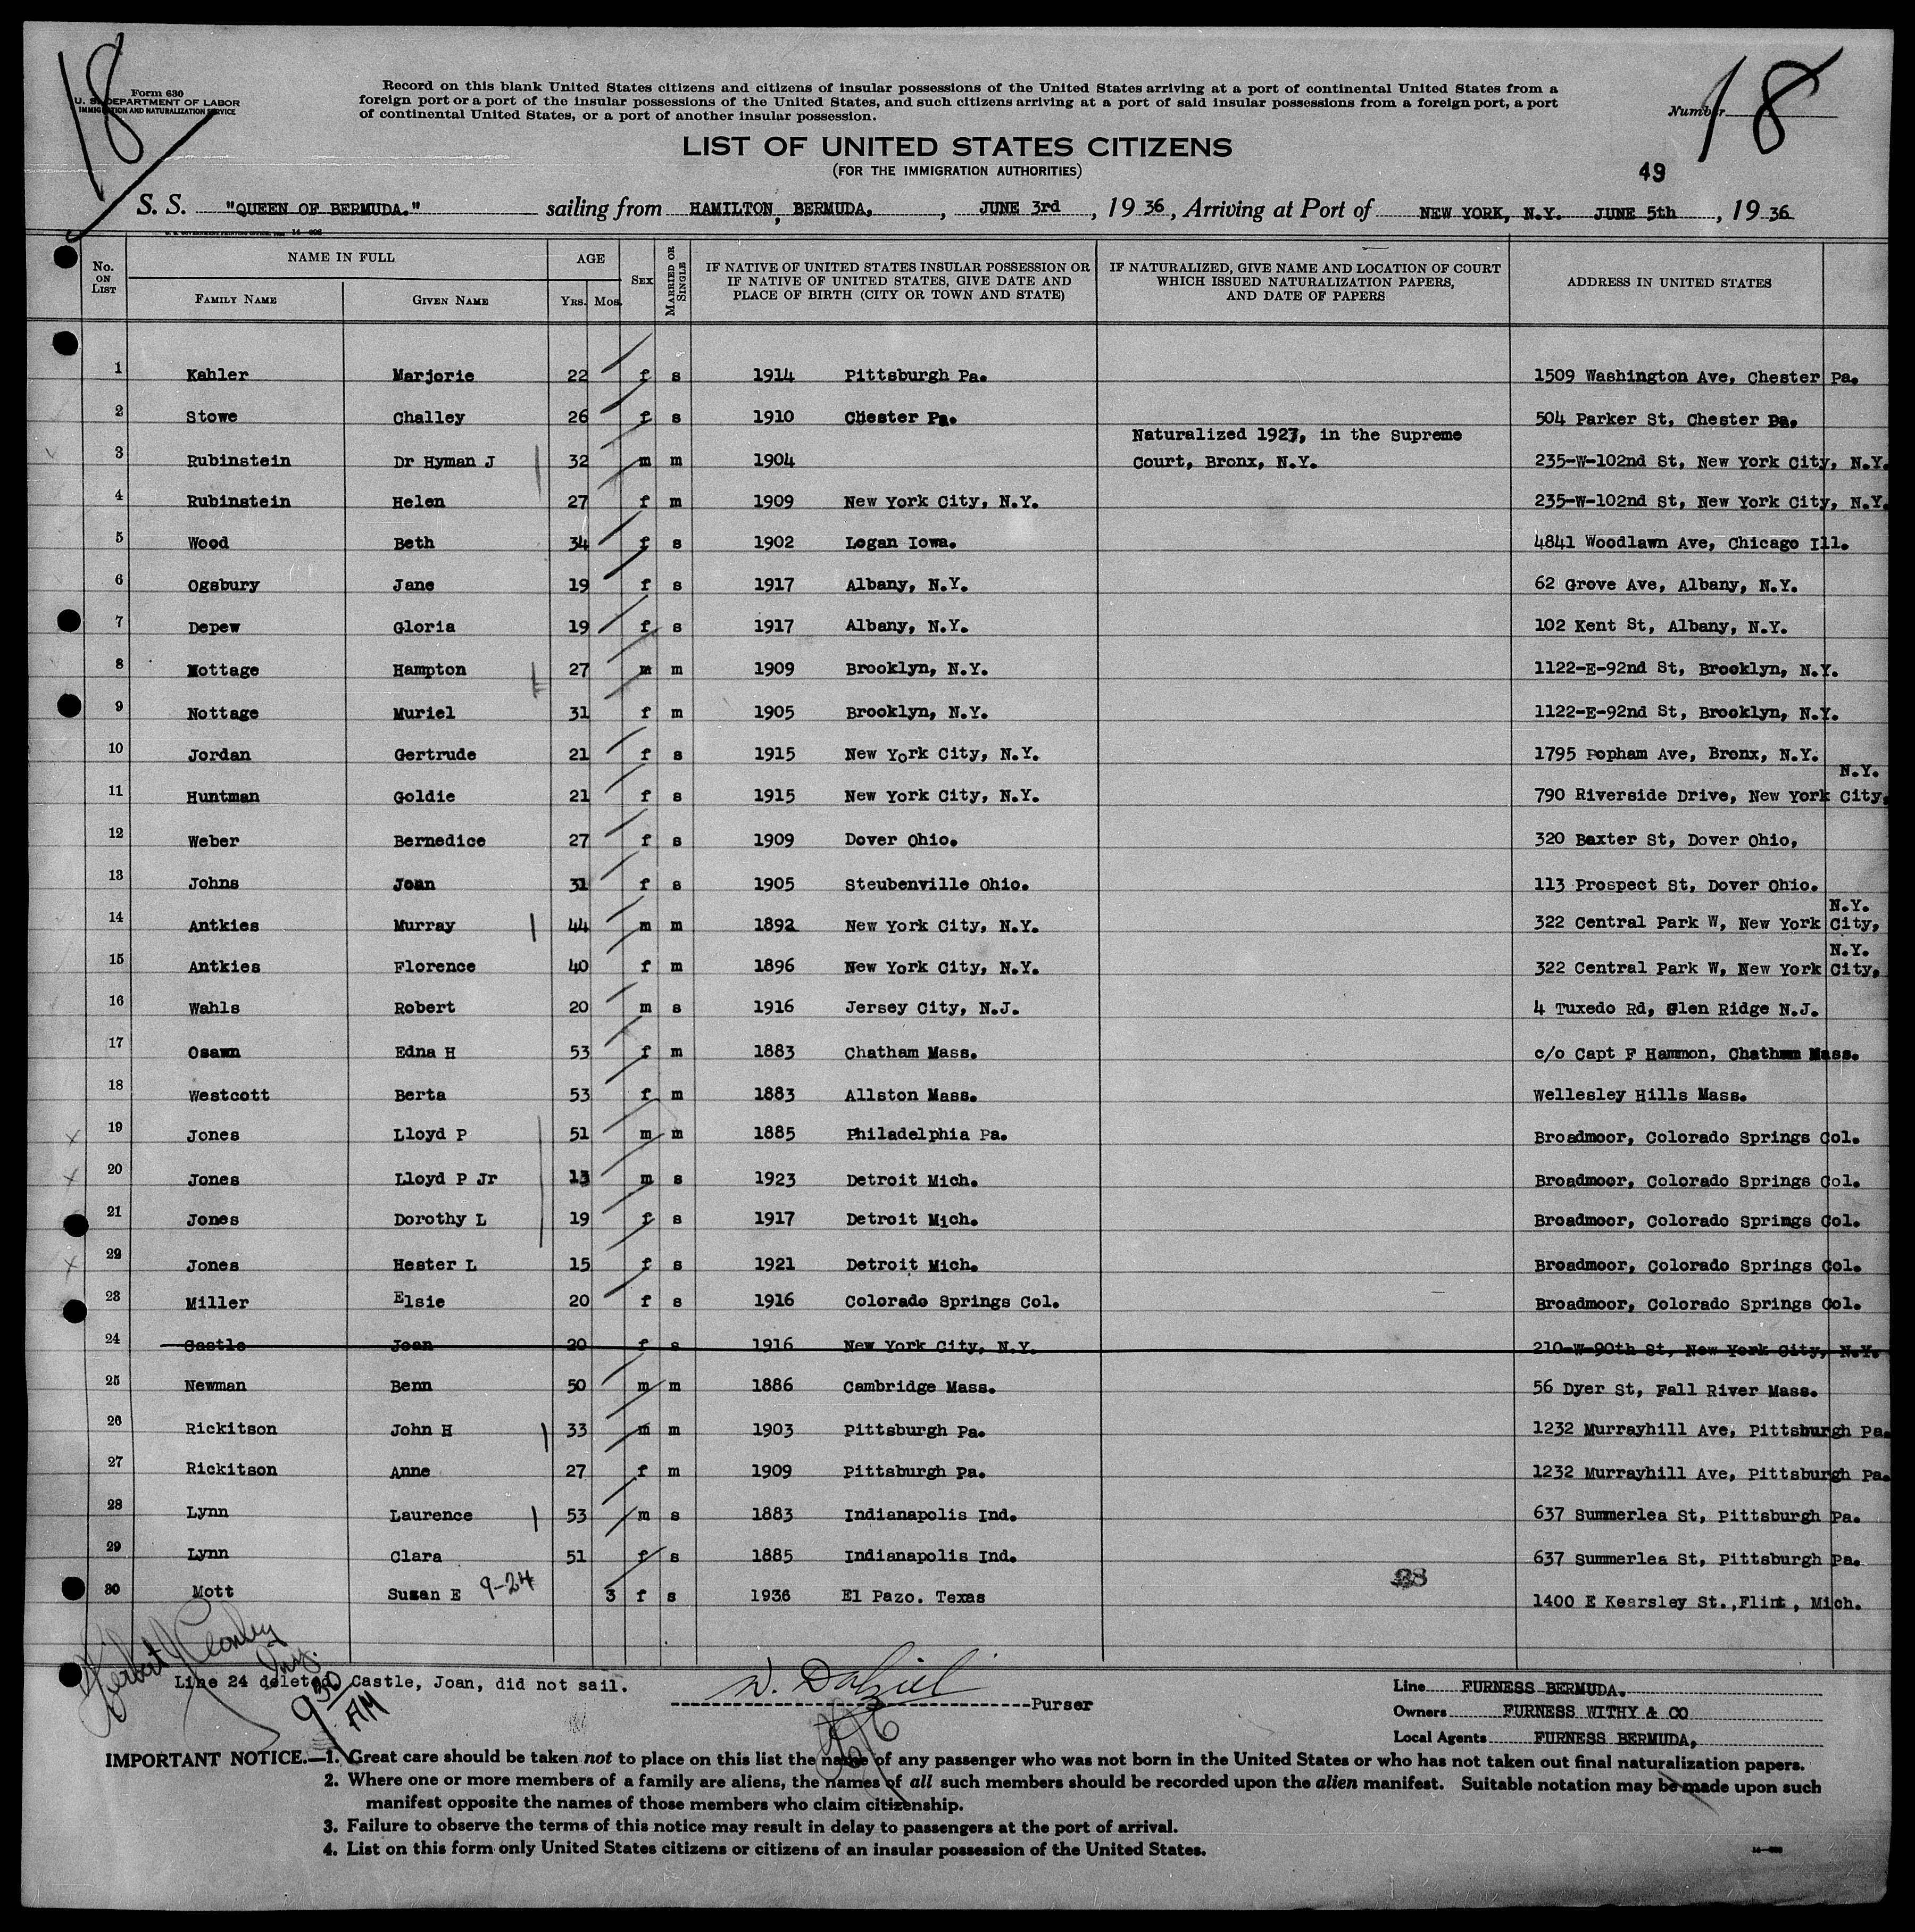 18
Form 630
U. S. DEPARTMENT OF LABOR
IMMIGRATION AND NATURALIZATION SERVICE
Record on this blank United States citizens and citizens of insular possessions of the United States arriving at a port of continental United States from a
foreign port or a port of the insular possessions of the United States, and such citizens arriving at a port of said insular possessions from a foreign port, a port
of continental United States, or a port of another insular possession.
Number 18
LIST OF UNITED STATES CITIZENS
(FOR THE IMMIGRATION AUTHORITIES)
49
S. S. "QUEEN OF BERMUDA." sailing from HAMILTON, BERMUDA, , JUNE 3rd , 19 36 , Arriving at Port of NEW YORK, N.Y. JUNE 5th , 19 36
No. ON LIST NAME IN FULL FAMILY NAME GIVEN NAME AGE YRS. MOS. SEX MARRIED OR SINGLE
IF NATIVE OF UNITED STATES INSULAR POSSESSION OR
IF NATIVE OF UNITED STATES, GIVE DATE AND
PLACE OF BIRTH (CITY OR TOWN AND STATE)
IF NATURALIZED, GIVE NAME AND LOCATION OF COURT
WHICH ISSUED NATURALIZATION PAPERS,
AND DATE OF PAPERS
ADDRESS IN UNITED STATES
1 Kahler Marjorie 22 f s 1914 Pittsburgh Pa. 1509 Washington Ave, Chester Pa.
2 Stowe Challey 26 f s 1910 Chester Pa. 504 Parker St, Chester Pa.
Naturalized 1927, in the Supreme
3 Rubinstein Dr Hyman J 32 m m 1904 Court, Bronx, N.Y. 235-W-102nd St, New York City, N.Y.
4 Rubinstein Helen 27 f m 1909 New York City, N.Y. 235-W-102nd St, New York City, N.Y.
5 Wood Beth 34 f s 1902 Logan Iowa. 4841 Woodlawn Ave, Chicago Ill.
6 Ogsbury Jane 19 f s 1917 Albany, N.Y. 62 Grove Ave, Albany, N.Y.
7 Depew Gloria 19 f s 1917 Albany, N.Y. 102 Kent St, Albany, N.Y.
8 Nottage Hampton 27 m m 1909 Brooklyn, N.Y. 1122-E-92nd St, Brooklyn, N.Y.
9 Nottage Muriel 31 f m 1905 Brooklyn, N.Y. 1122-E-92nd St, Brooklyn, N.Y.
10 Jordan Gertrude 21 f s 1915 New York City, N.Y. 1795 Popham Ave, Bronx, N.Y.
N.Y.
11 Huntman Goldie 21 f s 1915 New York City, N.Y. 790 Riverside Drive, New York City,
12 Weber Bernedice 27 f s 1909 Dover Ohio. 320 Baxter St, Dover Ohio,
13 Johns Joan 31 f s 1905 Steubenville Ohio. 113 Prospect St, Dover Ohio.
N.Y.
14 Antkies Murray 44 m m 1892 New York City, N.Y. 322 Central Park W, New York City,
N.Y.
15 Antkies Florence 40 f m 1896 New York City, N.Y. 322 Central Park W, New York City,
16 Wahls Robert 20 m s 1916 Jersey City, N.J. 4 Tuxedo Rd, Glen Ridge N.J.
17 Osawn Edna H 53 f m 1883 Chatham Mass. c/o Capt F Hammon, Chatham Mass.
18 Westcott Berta 53 f m 1883 Allston Mass. Wellesley Hills Mass.
19 Jones Lloyd P 51 m m 1885 Philadelphia Pa. Broadmoor, Colorado Springs Col.
20 Jones Lloyd P Jr 13 m s 1923 Detroit Mich. Broadmoor, Colorado Springs Col.
21 Jones Dorothy L 19 f s 1917 Detroit Mich. Broadmoor, Colorado Springs Col.
22 Jones Hester L 15 f s 1921 Detroit Mich. Broadmoor, Colorado Springs Col.
23 Miller Elsie 20 f s 1916 Colorado Springs Col. Broadmoor, Colorado Springs Col.
24 Castle Joan 20 f s 1916 New York City, N.Y. 210-W-90th St, New York City, N.Y.
25 Newman Benn 50 m m 1886 Cambridge Mass. 56 Dyer St, Fall River Mass.
26 Rickitson John H 33 m m 1903 Pittsburgh Pa. 1232 Murrayhill Ave, Pittsburgh Pa.
27 Rickitson Anne 27 f m 1909 Pittsburgh Pa. 1232 Murrayhill Ave, Pittsburgh Pa.
28 Lynn Laurence 53 m s 1883 Indianapolis Ind. 637 Summerlea St, Pittsburgh Pa.
29 Lynn Clara 51 f s 1885 Indianapolis Ind. 637 Summerlea St, Pittsburgh Pa.
30 Mott Suzan E 9-24 3 f s 1936 El Pazo. Texas 28 1400 E Kearsley St.,Flint, Mich.
Line 24 deleted, Castle, Joan, did not sail.
9 30 AM
Purser
Line FURNESS BERMUDA.
Owners FURNESS WITHY & CO
Local Agents FURNESS BERMUDA,
IMPORTANT NOTICE.—1. Great care should be taken not to place on this list the name of any passenger who was not born in the United States or who has not taken out final naturalization papers.
2. Where one or more members of a family are aliens, the names of all such members should be recorded upon the alien manifest. Suitable notation may be made upon such
manifest opposite the names of those members who claim citizenship.
3. Failure to observe the terms of this notice may result in delay to passengers at the port of arrival.
4. List on this form only United States citizens or citizens of an insular possession of the United States.